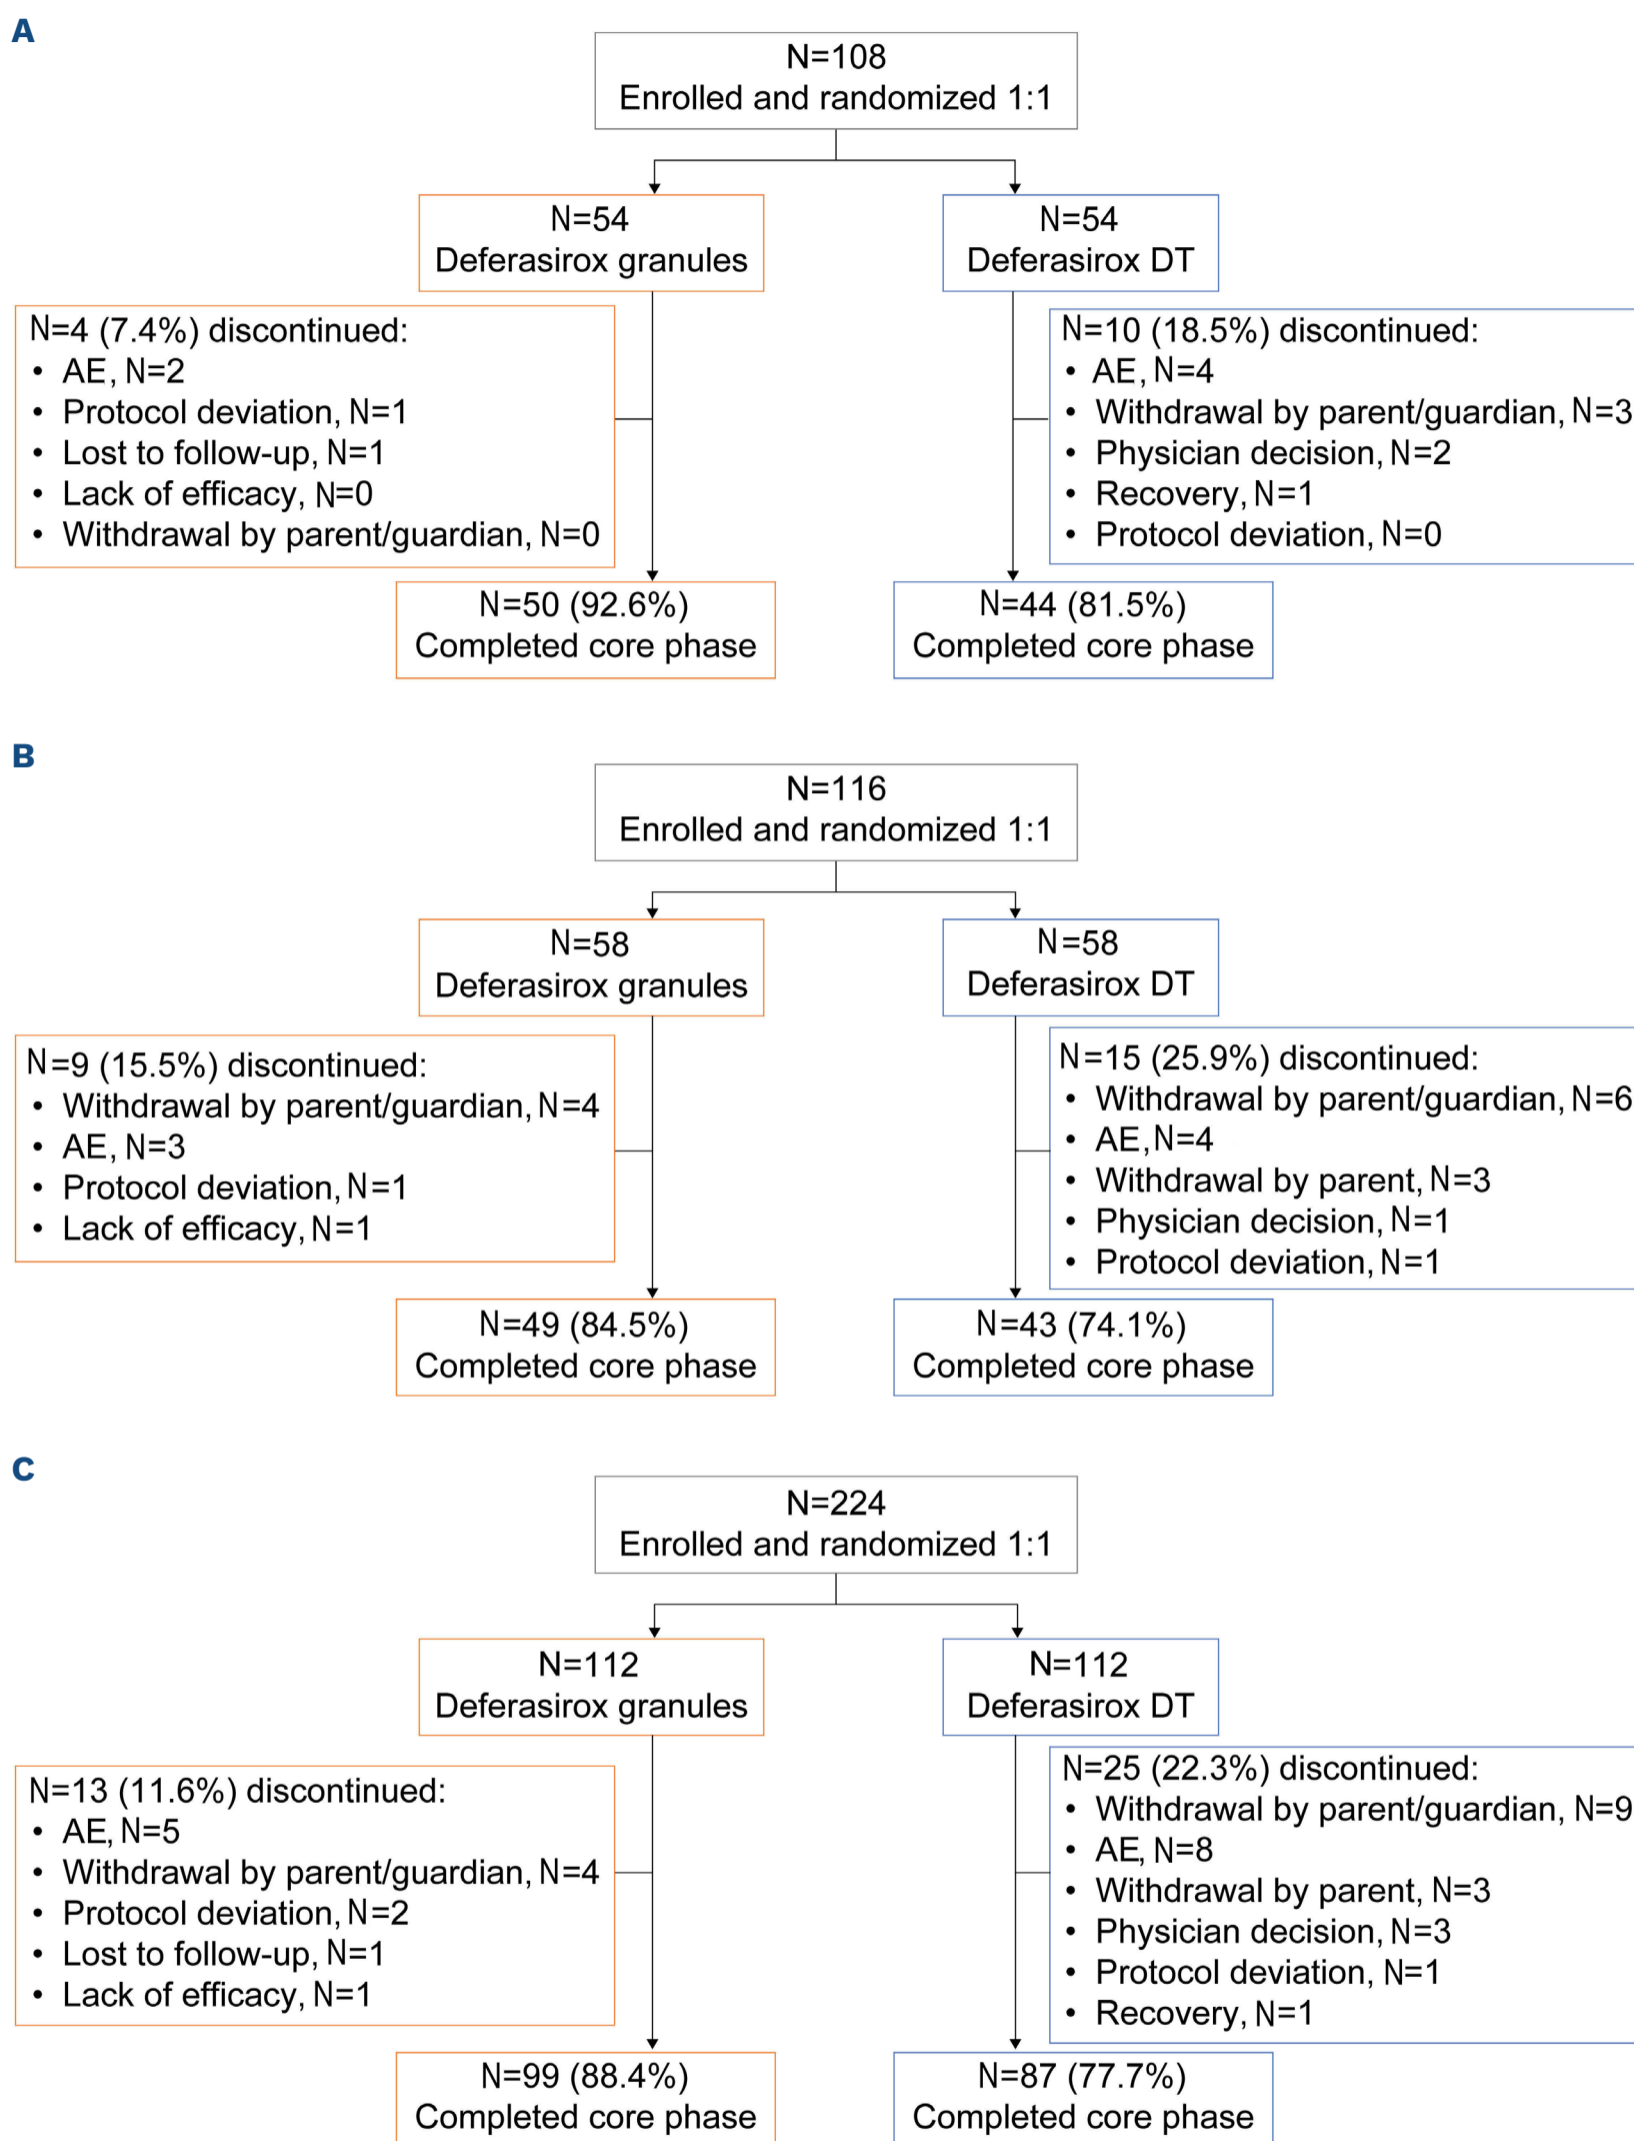 A
N=108
Enrolled and randomized 1:1
N=54
Deferasirox granules
N=54
Deferasirox DT
N=4 (7.4%) discontinued:
• AE, N=2
• Protocol deviation, N=1
• Lost to follow-up, N=1
• Lack of efficacy, N=0
• Withdrawal by parent/guardian, N=0
N=10 (18.5%) discontinued:
• AE, N=4
• Withdrawal by parent/guardian, N=3
• Physician decision, N=2
• Recovery, N=1
• Protocol deviation, N=0
N=50 (92.6%)
Completed core phase
N=44 (81.5%)
Completed core phase
B
N=116
Enrolled and randomized 1:1
N=58
Deferasirox granules
N=58
Deferasirox DT
N=9 (15.5%) discontinued:
• Withdrawal by parent/guardian, N=4
• AE, N=3
• Protocol deviation, N=1
• Lack of efficacy, N=1
N=15 (25.9%) discontinued:
• Withdrawal by parent/guardian, N=6
• AE, N=4
• Withdrawal by parent, N=3
• Physician decision, N=1
• Protocol deviation, N=1
N=49 (84.5%)
Completed core phase
N=43 (74.1%)
Completed core phase
C
N=224
Enrolled and randomized 1:1
N=112
Deferasirox granules
N=112
Deferasirox DT
N=13 (11.6%) discontinued:
• AE, N=5
• Withdrawal by parent/guardian, N=4
• Protocol deviation, N=2
• Lost to follow-up, N=1
• Lack of efficacy, N=1
N=25 (22.3%) discontinued:
• Withdrawal by parent/guardian, N=9
• AE, N=8
• Withdrawal by parent, N=3
• Physician decision, N=3
• Protocol deviation, N=1
• Recovery, N=1
N=99 (88.4%)
Completed core phase
N=87 (77.7%)
Completed core phase